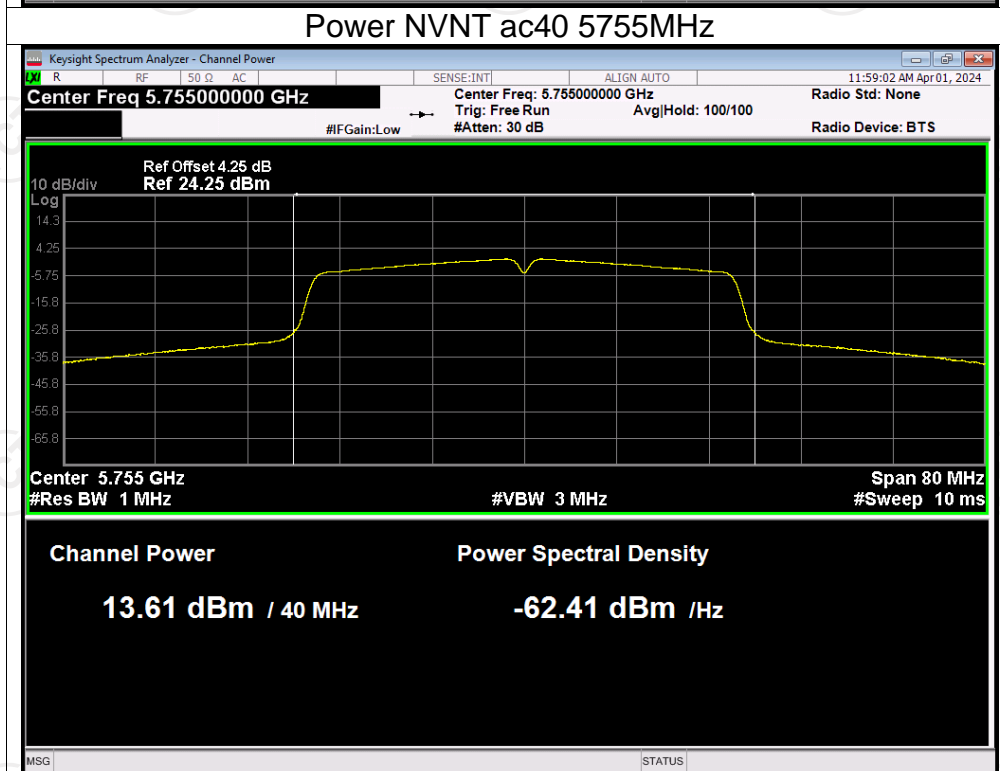 Power NVNT ac40 5755MHz
Keysight Spectrum Analyzer - Channel Power
LXI R RF 50 Ω AC SENSE:INT ALIGN AUTO 11:59:02 AM Apr 01, 2024
Center Freq 5.755000000 GHz Center Freq: 5.755000000 GHz Radio Std: None
Trig: Free Run Avg|Hold: 100/100
#IFGain:Low #Atten: 30 dB Radio Device: BTS
Ref Offset 4.25 dB
10 dB/div Ref 24.25 dBm
Log
14.3
4.25
-5.75
-15.8
-25.8
-35.8
-45.8
-55.8
-65.8
Center 5.755 GHz Span 80 MHz
#Res BW 1 MHz #VBW 3 MHz #Sweep 10 ms
Channel Power Power Spectral Density
13.61 dBm / 40 MHz -62.41 dBm /Hz
MSG STATUS